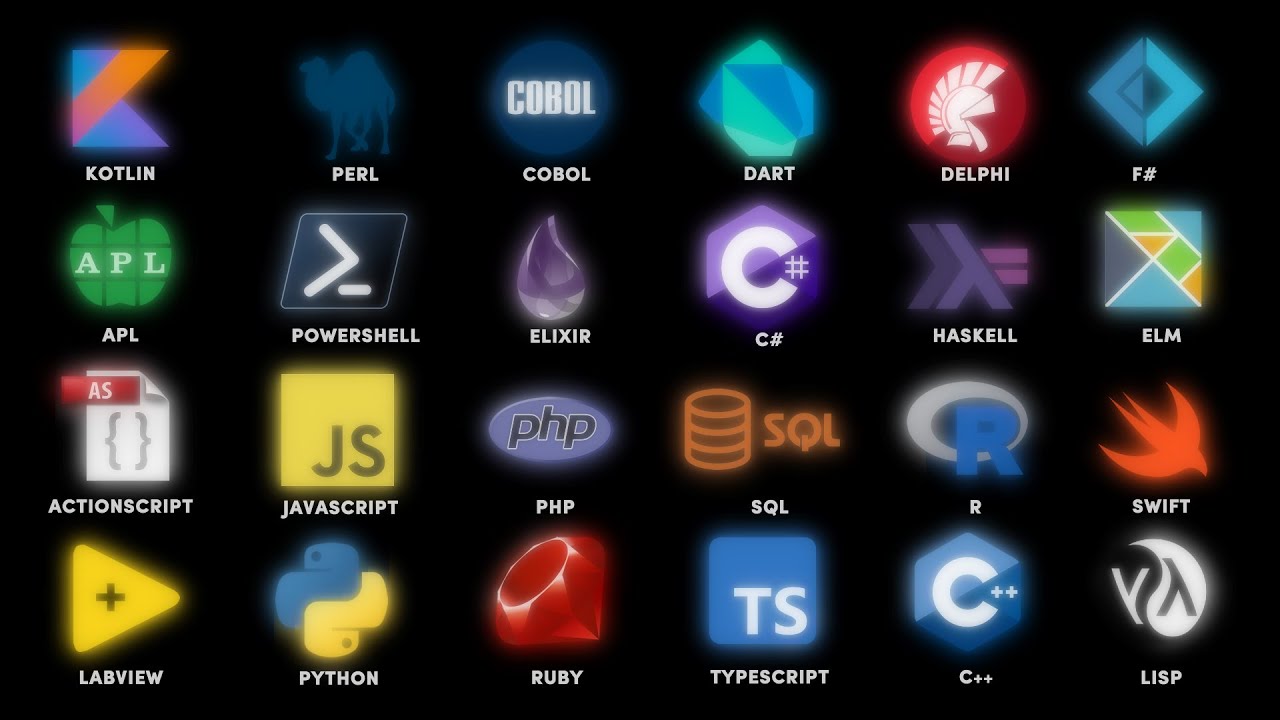 COBOL
KOTLIN
PERL
COBOL
DART
DELPHI
F#
APL
C#
APL
POWERSHELL
ELIXIR
C#
HASKELL
ELM
AS
{}
JS
php
SQL
R
ACTIONSCRIPT
JAVASCRIPT
PHP
SQL
R
SWIFT
TS
C++
LABVIEW
PYTHON
RUBY
TYPESCRIPT
C++
LISP